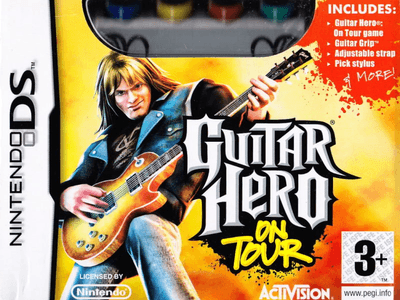 NINTENDO DS
INCLUDES:
• Guitar Hero®:
On Tour game
• Guitar Grip™
• Adjustable strap
• Pick stylus
& MORE!
GUITAR
HERO
ON
TOUR
LICENSED BY
Nintendo
ACTIVISION
3+
www.pegi.info